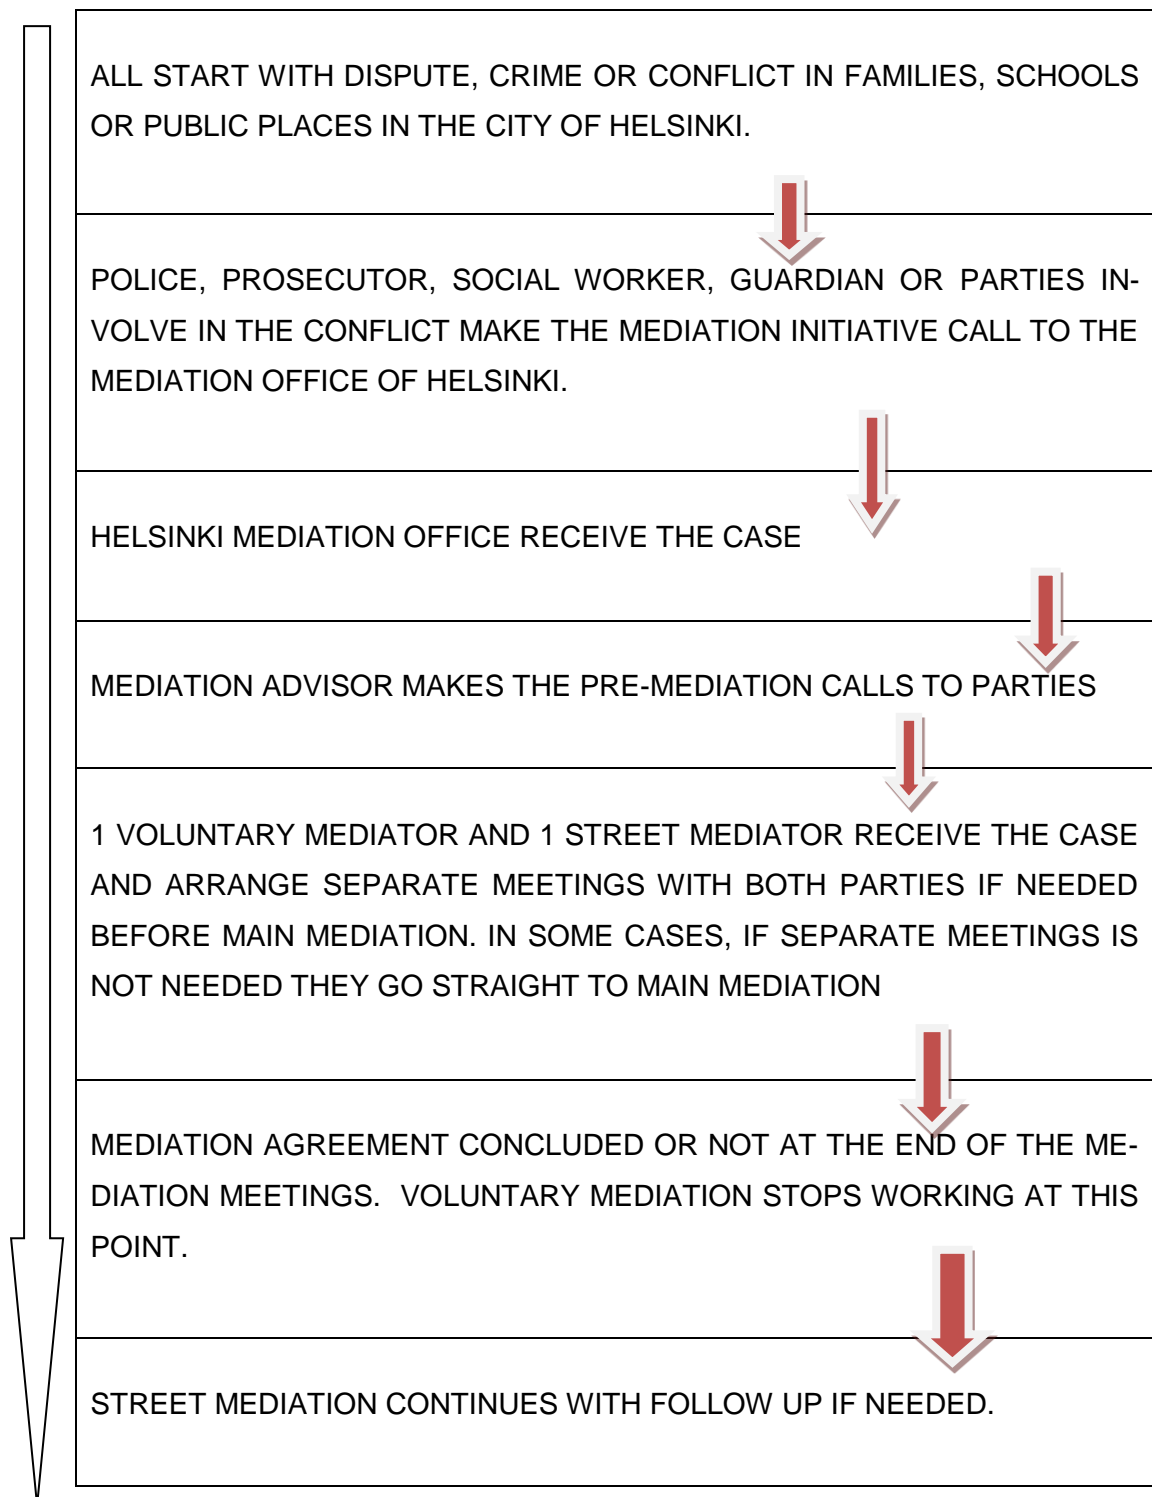 ALL START WITH DISPUTE, CRIME OR CONFLICT IN FAMILIES, SCHOOLS
OR PUBLIC PLACES IN THE CITY OF HELSINKI.
POLICE, PROSECUTOR, SOCIAL WORKER, GUARDIAN OR PARTIES IN-
VOLVE IN THE CONFLICT MAKE THE MEDIATION INITIATIVE CALL TO THE
MEDIATION OFFICE OF HELSINKI.
HELSINKI MEDIATION OFFICE RECEIVE THE CASE
MEDIATION ADVISOR MAKES THE PRE-MEDIATION CALLS TO PARTIES
1 VOLUNTARY MEDIATOR AND 1 STREET MEDIATOR RECEIVE THE CASE
AND ARRANGE SEPARATE MEETINGS WITH BOTH PARTIES IF NEEDED
BEFORE MAIN MEDIATION. IN SOME CASES, IF SEPARATE MEETINGS IS
NOT NEEDED THEY GO STRAIGHT TO MAIN MEDIATION
MEDIATION AGREEMENT CONCLUDED OR NOT AT THE END OF THE ME-
DIATION MEETINGS.  VOLUNTARY MEDIATION STOPS WORKING AT THIS
POINT.
STREET MEDIATION CONTINUES WITH FOLLOW UP IF NEEDED.